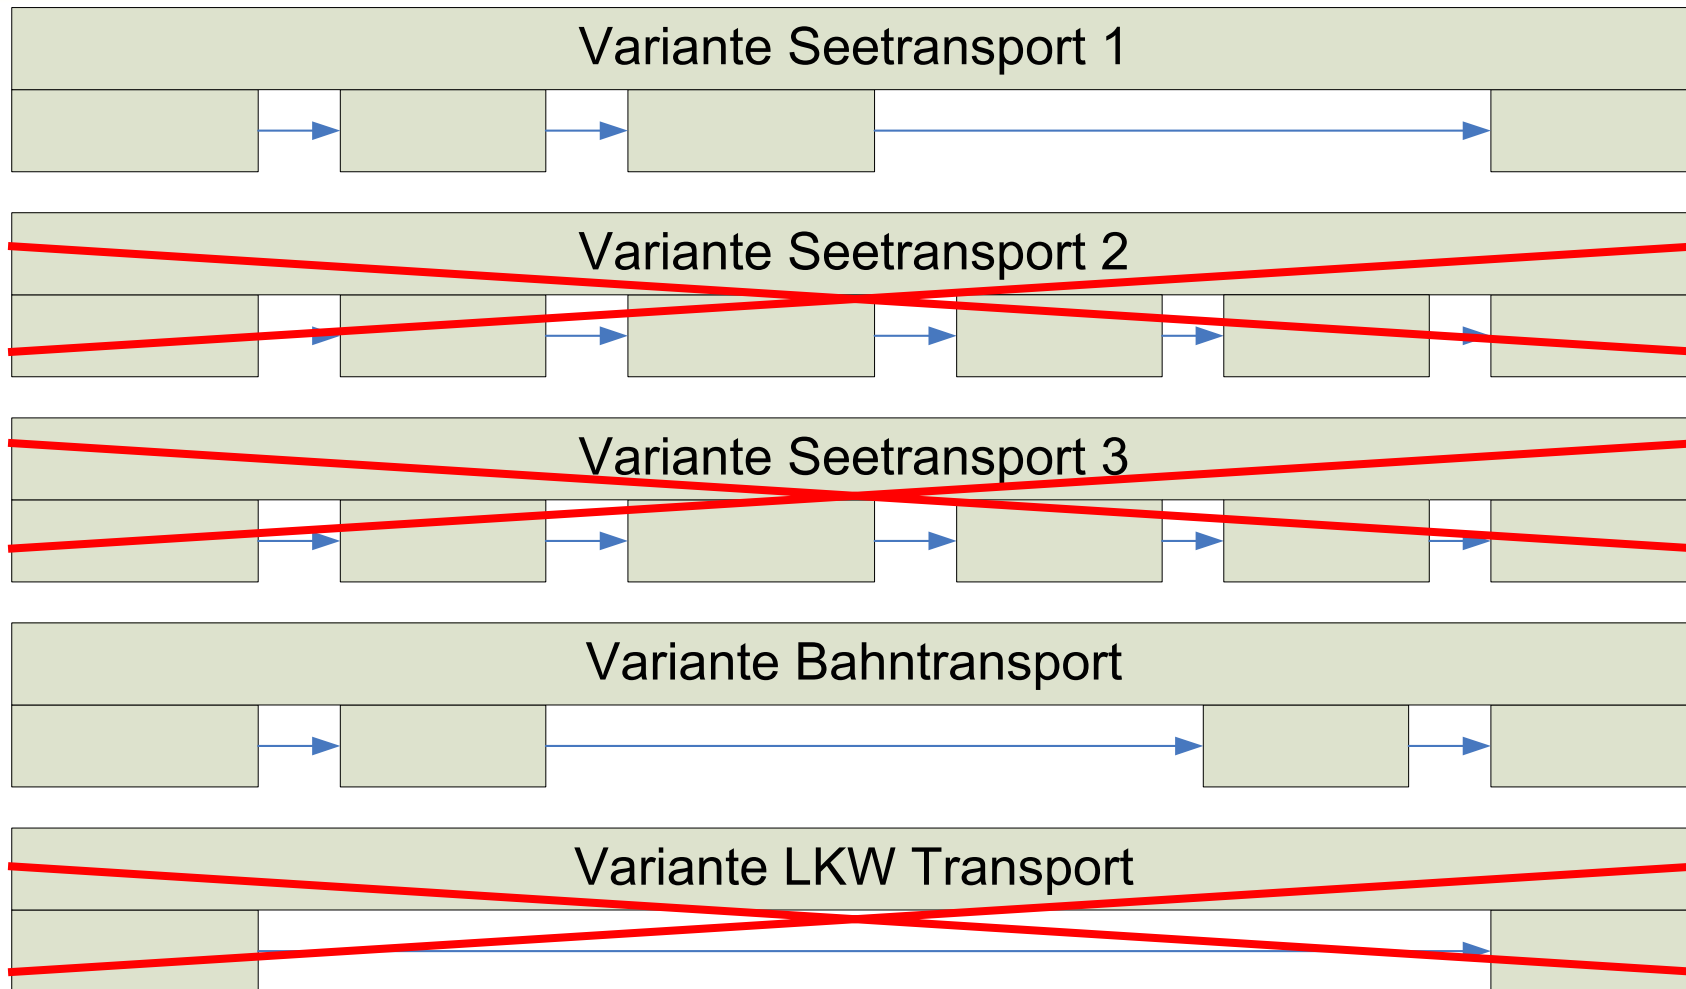 Variante Seetransport 1
Variante Seetransport 2
Variante Seetransport 3
Variante Bahntransport
Variante LKW Transport